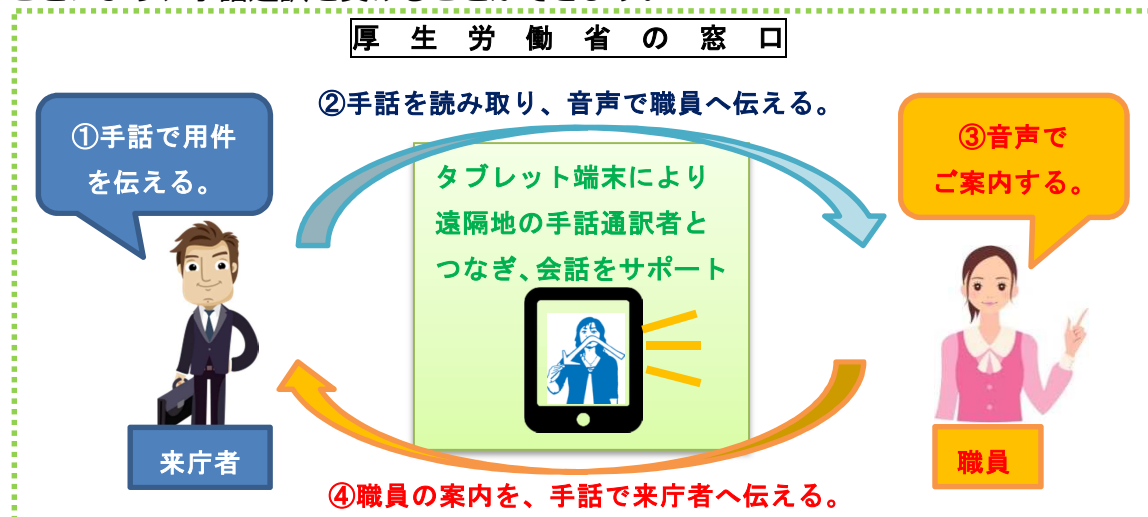 厚生労働省の窓口
②手話を読み取り、音声で職員へ伝える。
①手話で用件
を伝える。
タブレット端末により
遠隔地の手話通訳者と
つなぎ、会話をサポート
③音声で
ご案内する。
来庁者
職員
④職員の案内を、手話で来庁者へ伝える。